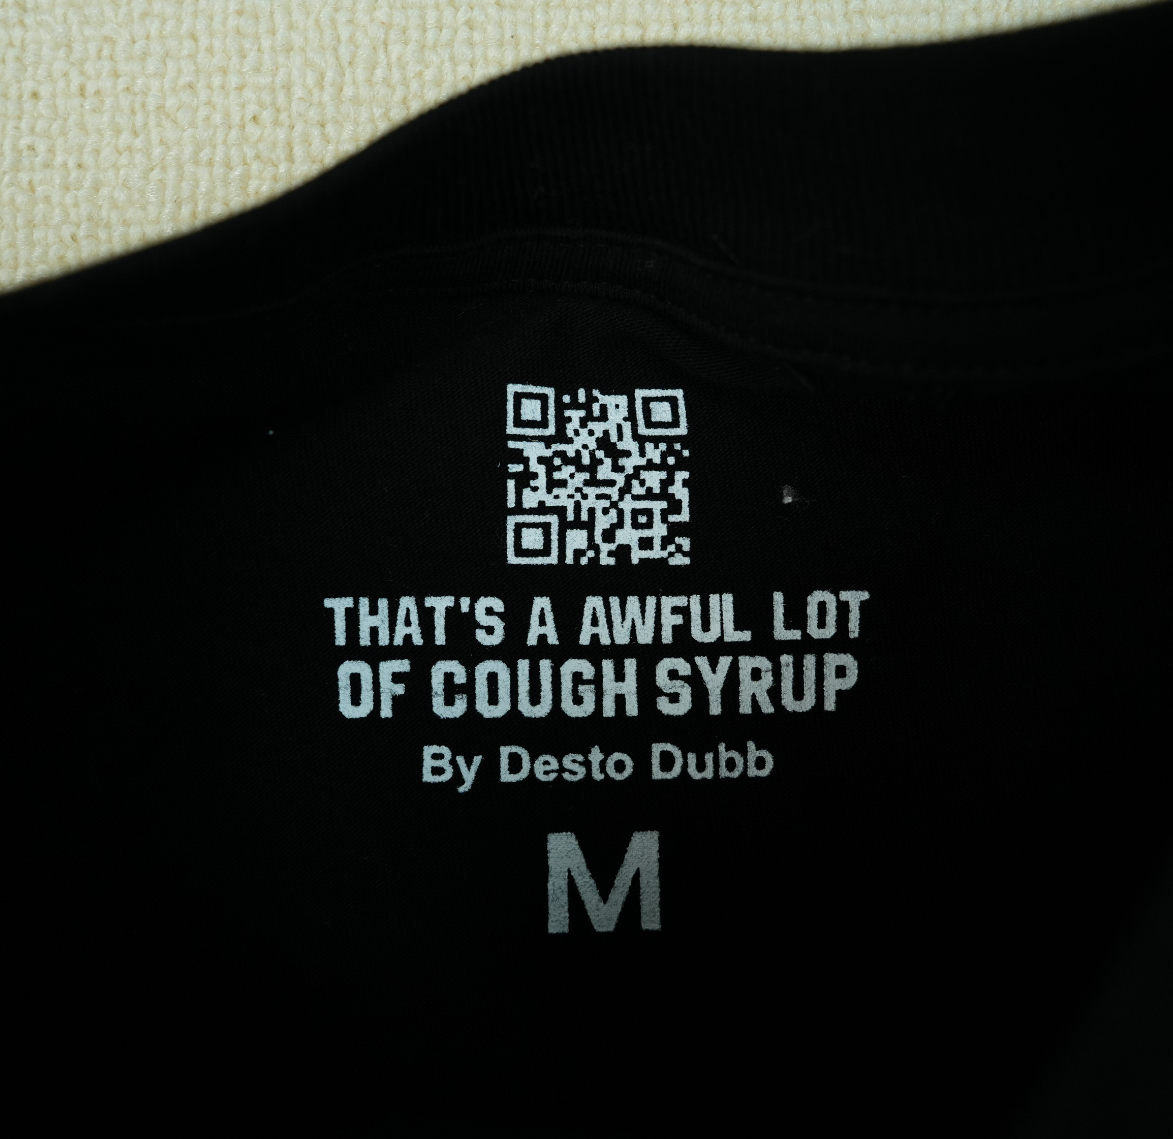 THAT'S A AWFUL LOT
OF COUGH SYRUP
By Desto Dubb
M